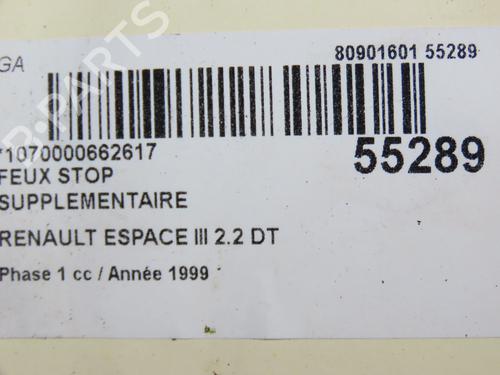 GA
80901601 55289
*1070000662617
55289
FEUX STOP
SUPPLEMENTAIRE
RENAULT ESPACE III 2.2 DT
Phase 1 cc / Année 1999
B-PARTS